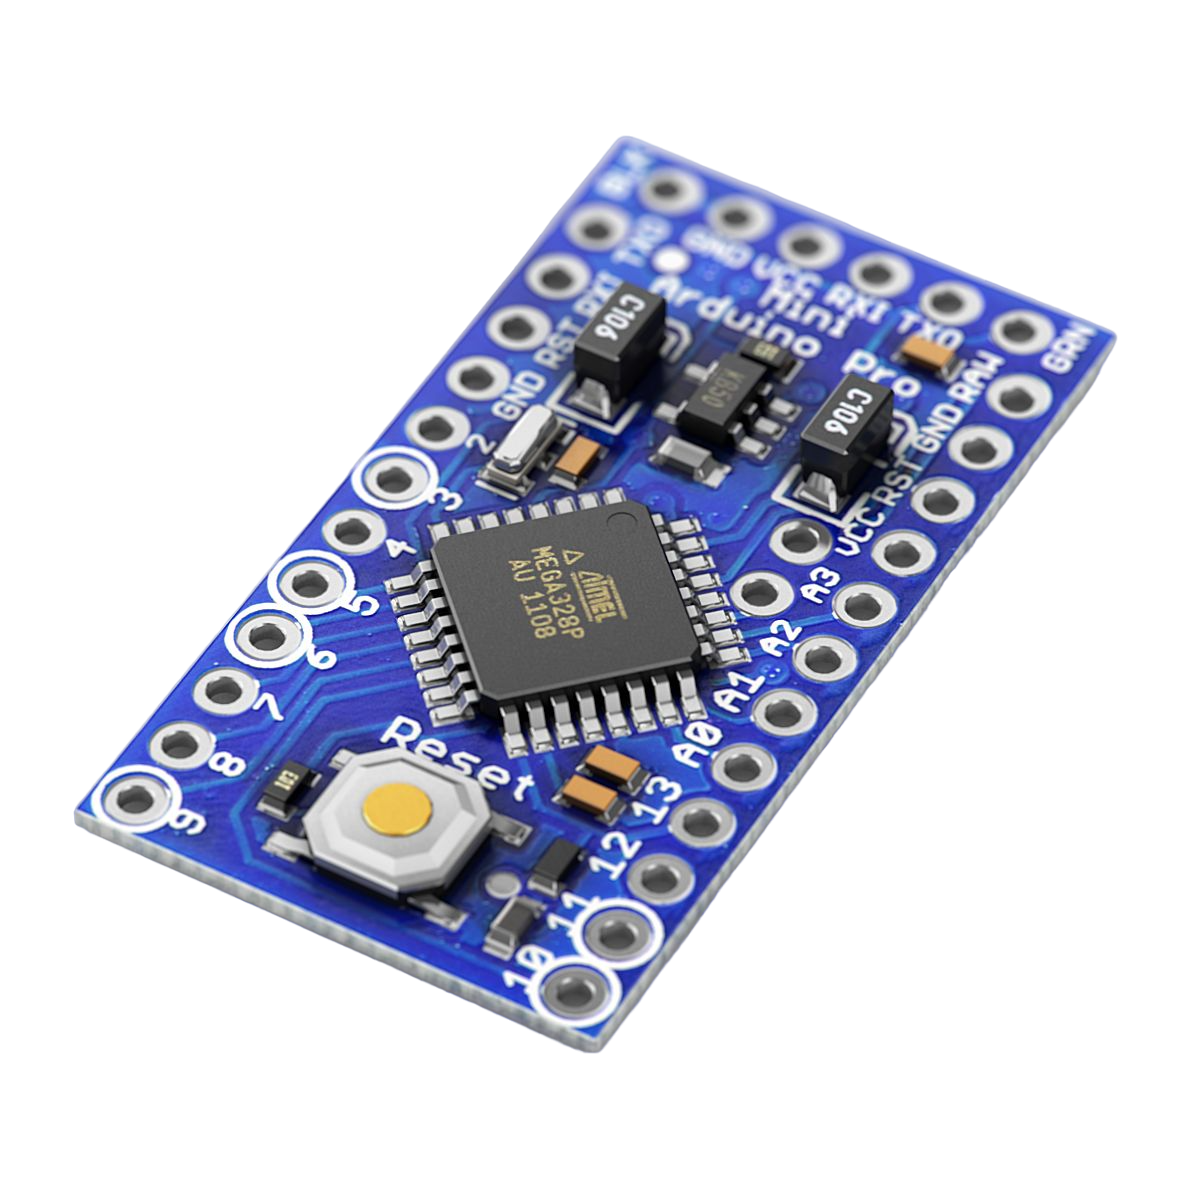 BLK
GND
VCC
RXI
TXO
GRN
Arduino
Pro
Mini
TXO
RXI
RST
GND
2
3
4
5
6
7
8
9
RAW
GND
RST
VCC
A3
A2
A1
A0
13
12
11
10
C106
C106
KB50
ATMEL
MEGA328P
AU 1108
Reset